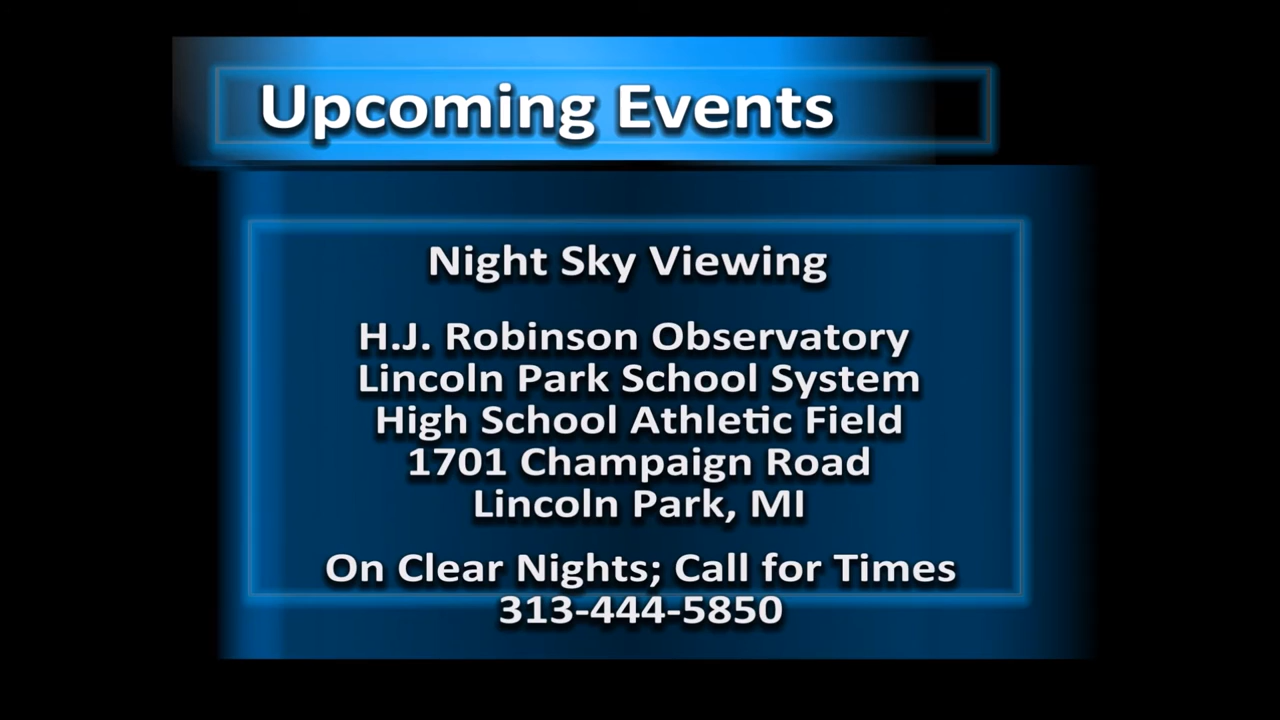 Upcoming Events
Night Sky Viewing
H.J. Robinson Observatory
Lincoln Park School System
High School Athletic Field
1701 Champaign Road
Lincoln Park, MI
On Clear Nights; Call for Times
313-444-5850